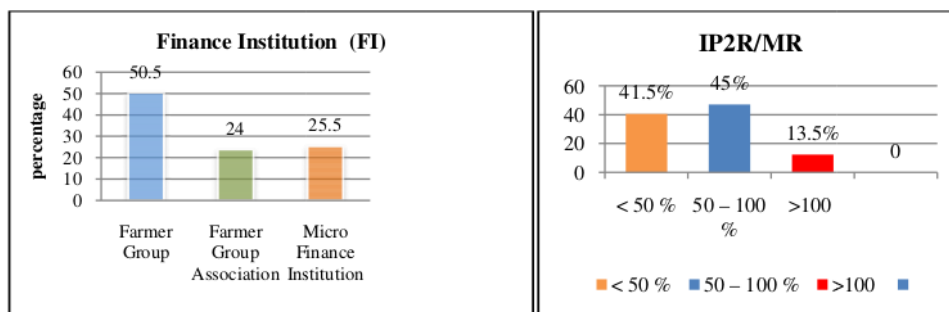 Finance Institution (FI)
percentage
60
50
40
30
20
10
0
50.5
24
25.5
Farmer
Group
Farmer
Group
Association
Micro
Finance
Institution
IP2R/MR
60
40
20
0
41.5%
45%
13.5%
0
< 50 %
50 – 100
%
>100
< 50 %
50 – 100 %
>100